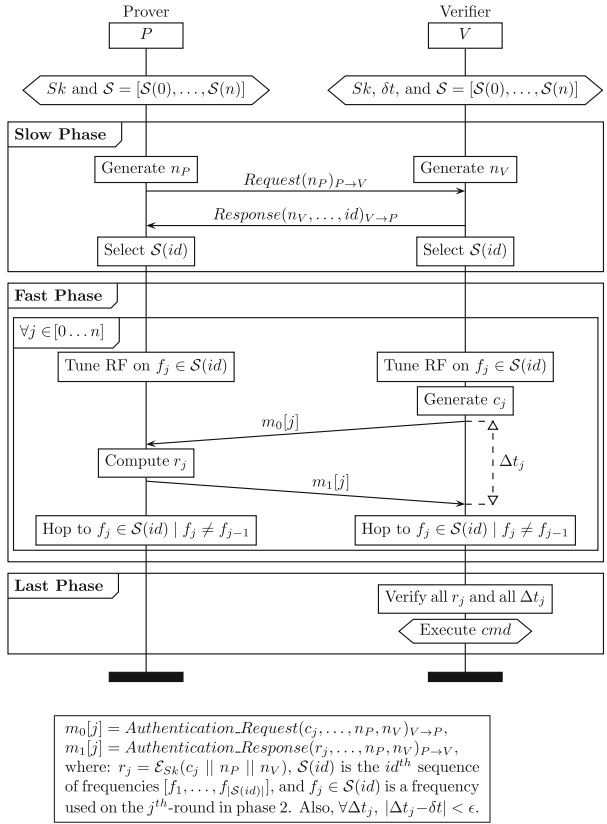 Prover Verifier
P V
Sk and 𝒮 = [𝒮(0), . . . , 𝒮(n)] Sk, δt, and 𝒮 = [𝒮(0), . . . , 𝒮(n)]
Slow Phase
Generate n_P Generate n_V
Request(n_P)_{P→V}
Response(n_V, . . . , id)_{V→P}
Select 𝒮(id) Select 𝒮(id)
Fast Phase
∀j ∈[0 . . . n]
Tune RF on f_j ∈ 𝒮(id) Tune RF on f_j ∈ 𝒮(id)
Generate c_j
m_0[j]
Compute r_j Δt_j
m_1[j]
Hop to f_j ∈ 𝒮(id) | f_j ≠ f_{j−1} Hop to f_j ∈ 𝒮(id) | f_j ≠ f_{j−1}
Last Phase
Verify all r_j and all Δt_j
Execute cmd
m_0[j] = Authentication_Request(c_j, . . . , n_P, n_V)_{V→P},
m_1[j] = Authentication_Response(r_j, . . . , n_P, n_V)_{P→V},
where: r_j = ℰ_{Sk}(c_j || n_P || n_V), 𝒮(id) is the id^{th} sequence
of frequencies [f_1, . . . , f_{|𝒮(id)|}], and f_j ∈ 𝒮(id) is a frequency
used on the j^{th}-round in phase 2. Also, ∀Δt_j, |Δt_j−δt| < ϵ.